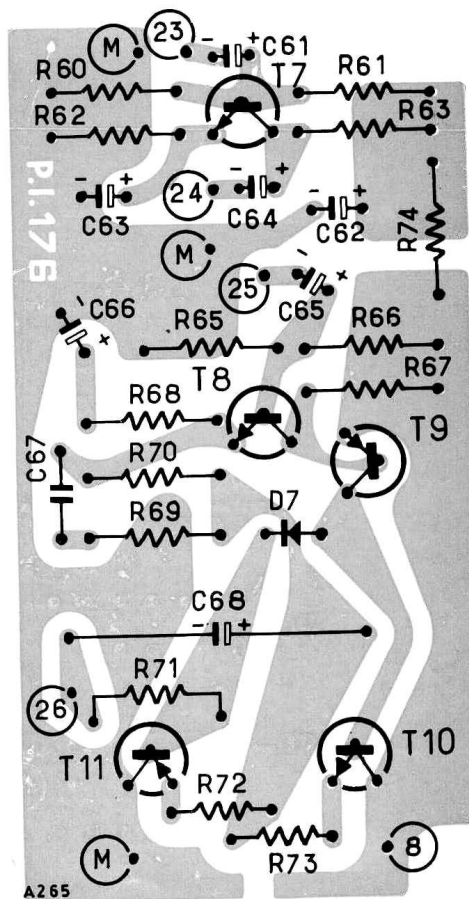 M 23 C61
R60 T7 R61
R62 R63
P.I.176
C63 24 C64 C62 R74
M
25 C65
C66 R65 R66
T8 R67
R68 T9
C67 R70
R69 D7
C68
R71
26
T11 T10
R72
R73
M 8
A265